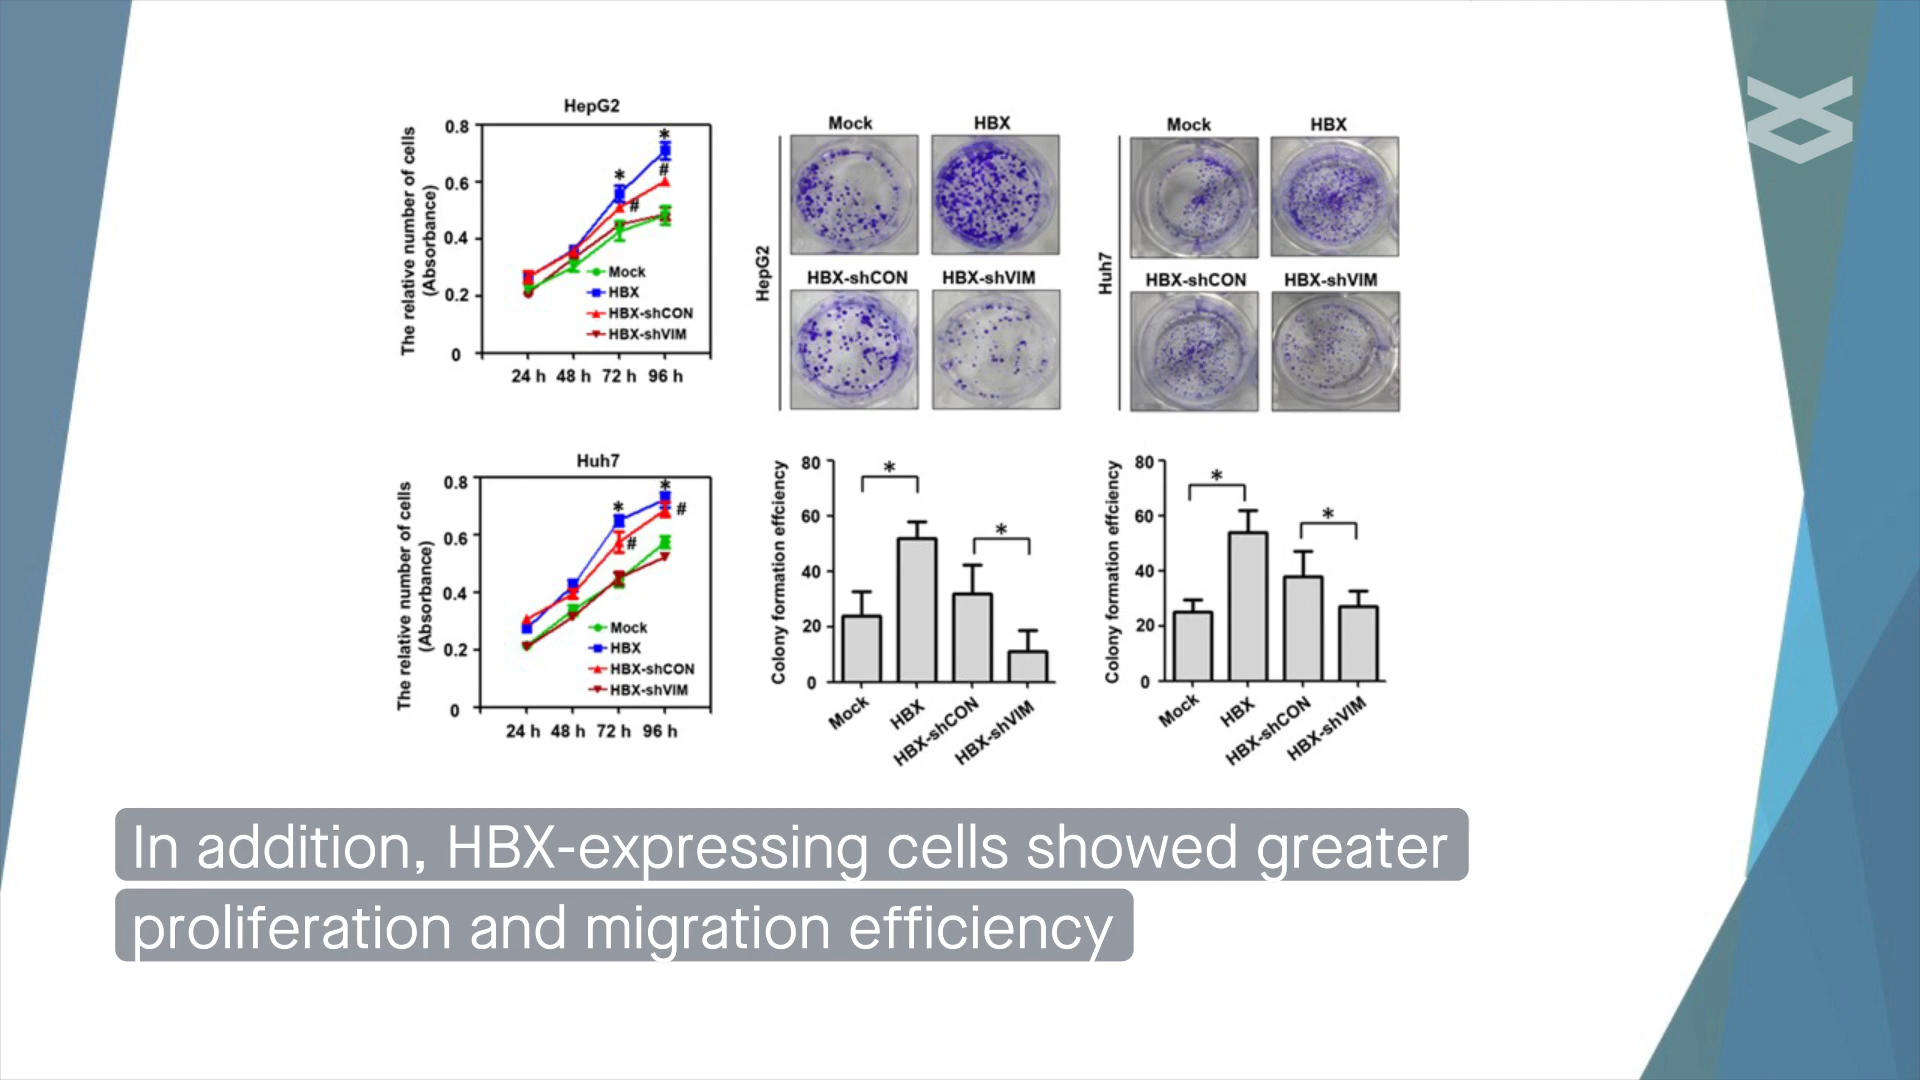 HepG2
The relative number of cells
(Absorbance)
0.8
0.6
0.4
0.2
0
*
*
#
#
Mock
HBX
HBX-shCON
HBX-shVIM
24 h 48 h 72 h 96 h
HepG2
Mock HBX
HBX-shCON HBX-shVIM
Huh7
Mock HBX
HBX-shCON HBX-shVIM
Huh7
The relative number of cells
(Absorbance)
0.8
0.6
0.4
0.2
0
*
*
#
#
Mock
HBX
HBX-shCON
HBX-shVIM
24 h 48 h 72 h 96 h
Colony formation effciency
80
60
40
20
0
*
*
Mock
HBX
HBX-shCON
HBX-shVIM
Colony formation effciency
80
60
40
20
0
*
*
Mock
HBX
HBX-shCON
HBX-shVIM
In addition, HBX-expressing cells showed greater
proliferation and migration efficiency